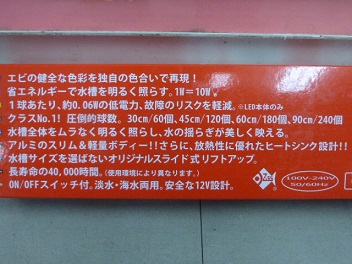 エビの健全な色彩を独自の色合いで再現!
省エネルギーで水槽を明るく照らす。1W=10W。
1球あたり、約0.06Wの低電力、故障のリスクを軽減。※LED本体のみ
クラスNo.1! 圧倒的球数。30cm/60個、45cm/120個、60cm/180個、90cm/240個
水槽全体をムラなく明るく照らし、水の揺らぎが美しく映える。
アルミのスリム&軽量ボディー!!さらに、放熱性に優れたヒートシンク設計!!
水槽サイズを選ばないオリジナルスライド式リフトアップ。
長寿命の40,000時間。(使用環境により異なります。)
ON/OFFスイッチ付。淡水・海水両用。安全な12V設計。
100V-240V
50/60Hz